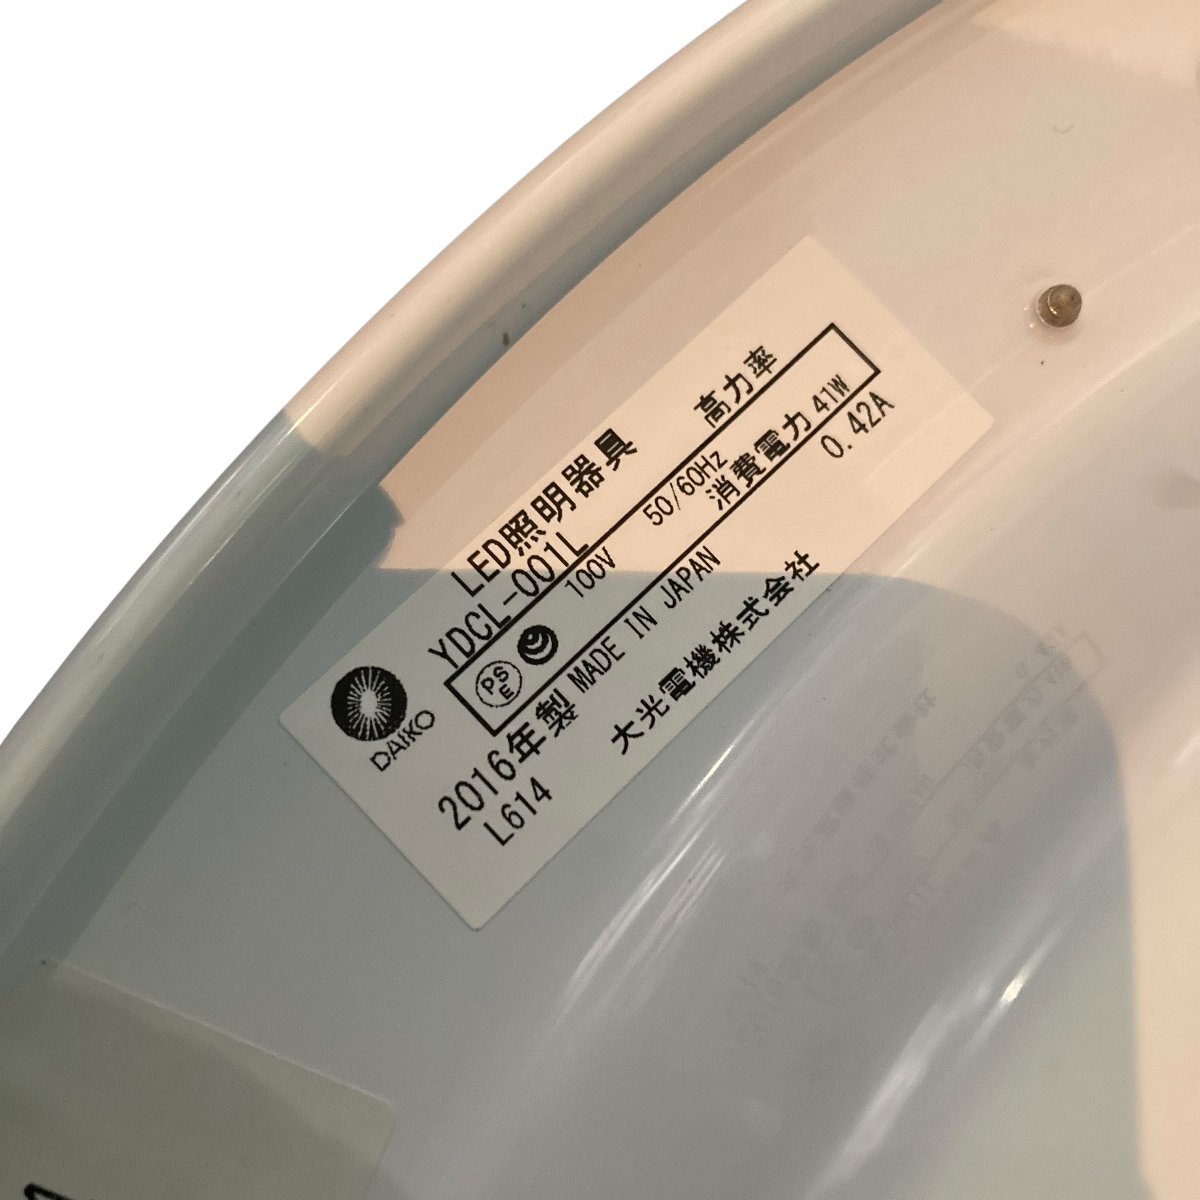 LED照明器具 高力率
YDCL-001L
PS
E
100V 50/60Hz 消費電力 41W
0.42A
DAIKO
2016年製 MADE IN JAPAN
L614 大光電機株式会社